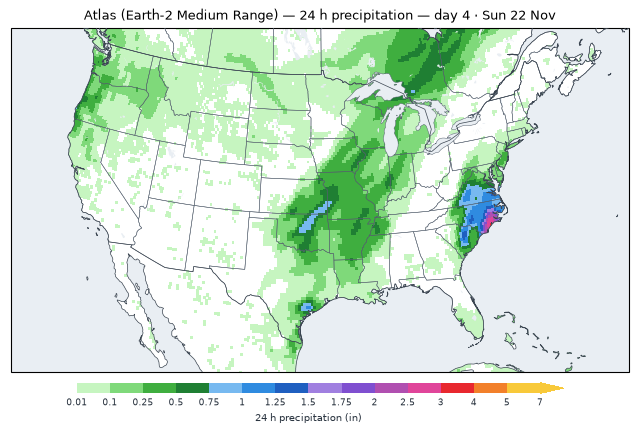 Atlas (Earth-2 Medium Range) — 24 h precipitation — day 4 · Sun 22 Nov
0.01 0.1 0.25 0.5 0.75 1 1.25 1.5 1.75 2 2.5 3 4 5 7
24 h precipitation (in)